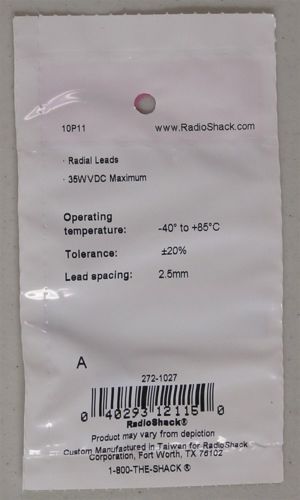 10P11 www.RadioShack.com
· Radial Leads
· 35WVDC Maximum
Operating
temperature: -40° to +85°C
Tolerance: ±20%
Lead spacing: 2.5mm
A
272-1027
0 40293 12115 0
RadioShack®
Product may vary from depiction
Custom Manufactured in Taiwan for RadioShack
Corporation, Fort Worth, TX 76102
1-800-THE-SHACK®